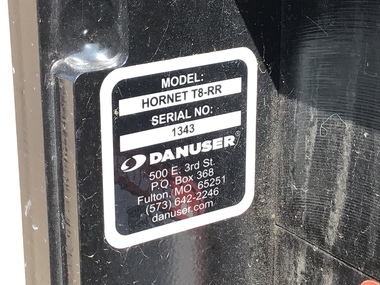 MODEL:
HORNET T8-RR
SERIAL NO:
1343
DANUSER
500 E. 3rd St.
P.O. Box 368
Fulton, MO 65251
(573) 642-2246
danuser.com